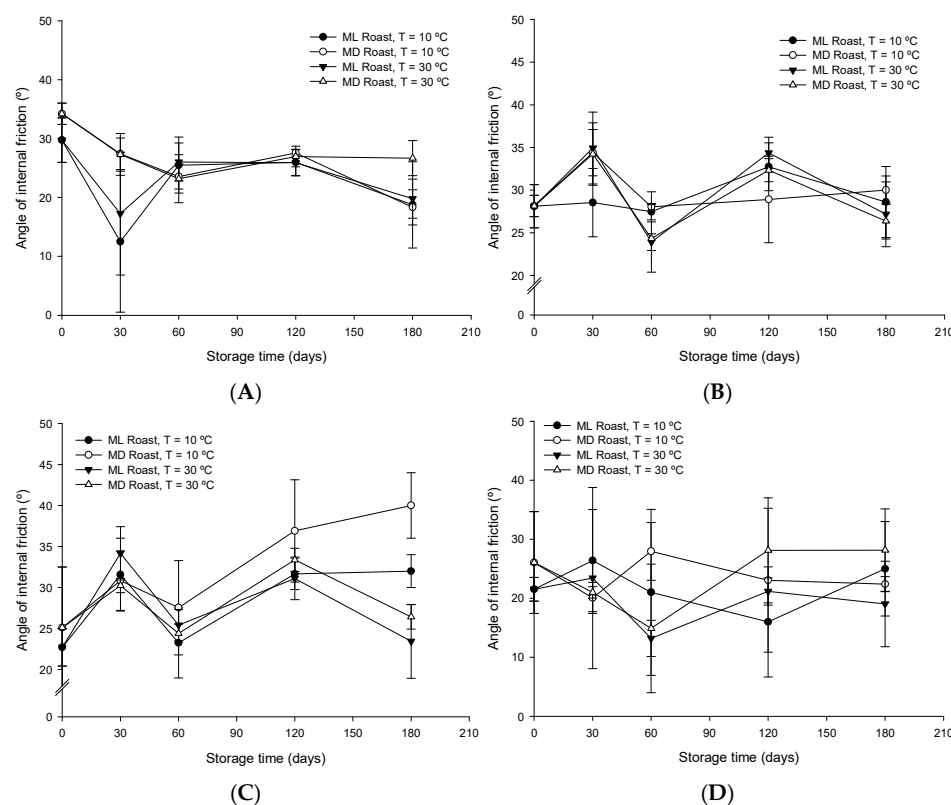 50
40
30
20
10
0
Angle of internal friction (º)
ML Roast, T = 10 ºC
MD Roast, T = 10 ºC
ML Roast, T = 30 ºC
MD Roast, T = 30 ºC
0 30 60 90 120 150 180 210
Storage time (days)
(A)
50
45
40
35
30
25
20
0
Angle of internal friction (º)
ML Roast, T = 10 ºC
MD Roast, T = 10 ºC
ML Roast, T = 30 ºC
MD Roast, T = 30 ºC
0 30 60 90 120 150 180 210
Storage time (days)
(B)
50
45
40
35
30
25
20
0
Angle of internal friction (º)
ML Roast, T = 10 ºC
MD Roast, T = 10 ºC
ML Roast, T = 30 ºC
MD Roast, T = 30 ºC
0 30 60 90 120 150 180 210
Storage time (days)
(C)
50
40
30
20
10
0
Angle of internal friction (º)
ML Roast, T = 10 ºC
MD Roast, T = 10 ºC
ML Roast, T = 30 ºC
MD Roast, T = 30 ºC
0 30 60 90 120 150 180 210
Storage time (days)
(D)